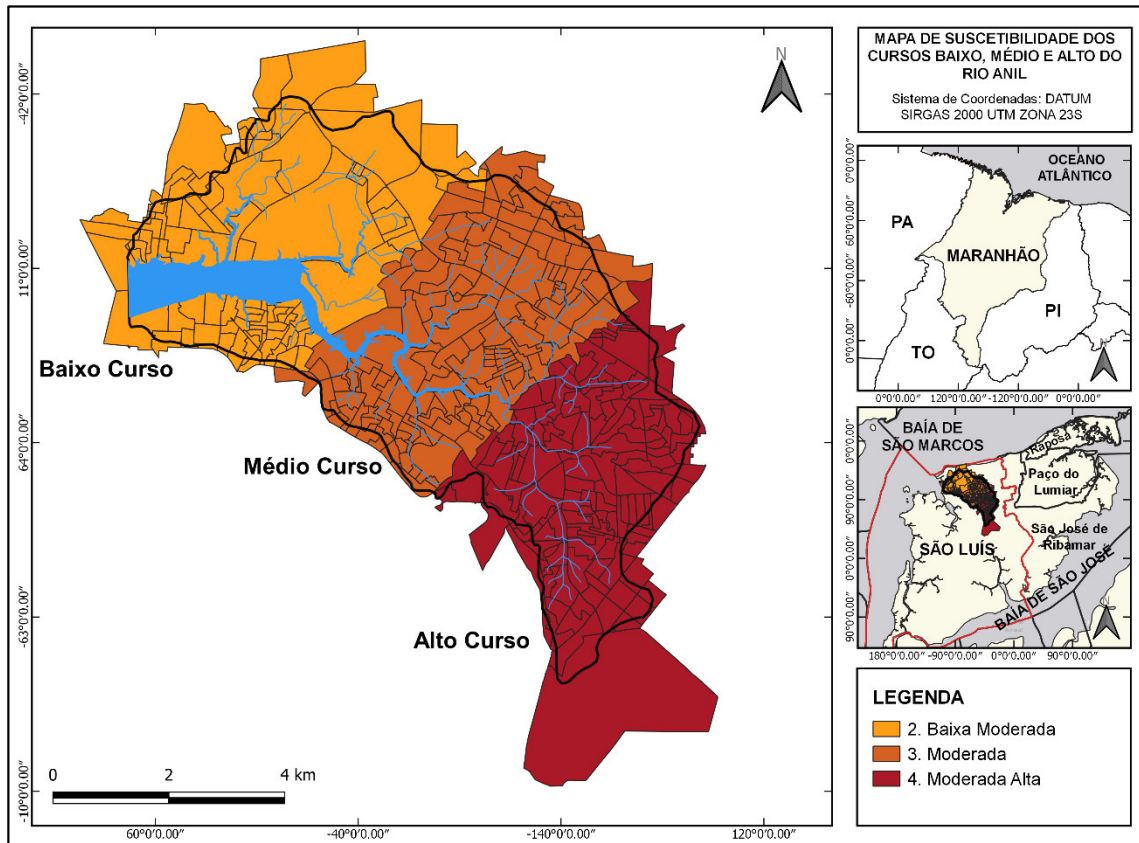 N
42°0'0.00"
11°0'0.00"
64°0'0.00"
-63°0'0.00"
-10°0'0.00"
Baixo Curso
Médio Curso
Alto Curso
0 2 4 km
60°0'0.00" -40°0'0.00" -140°0'0.00" 120°0'0.00"
MAPA DE SUSCETIBILIDADE DOS
CURSOS BAIXO, MÉDIO E ALTO DO
RIO ANIL
Sistema de Coordenadas: DATUM
SIRGAS 2000 UTM ZONA 23S
OCEANO
ATLÂNTICO
PA
MARANHÃO
PI
TO
N
0°0'0.00"
60°0'0.00"
-60°0'0.00"
0°0'0.00"
0°0'0.00" 120°0'0.00" -120°0'0.00" 0°0'0.00"
BAÍA DE
SÃO MARCOS
Raposa
Paço do
Lumiar
São José de
Ribamar
SÃO LUÍS
BAÍA DE SÃO JOSÉ
N
0°0'0.00"
90°0'0.00"
0°0'0.00"
90°0'0.00"
180°0'0.00" -90°0'0.00" 0°0'0.00" 90°0'0.00"
LEGENDA
2. Baixa Moderada
3. Moderada
4. Moderada Alta